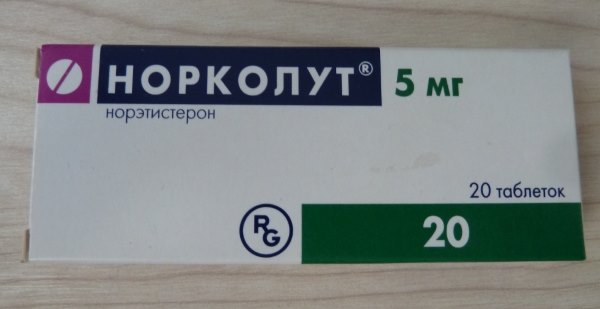 НОРКОЛУТ® 5 мг
норэтистерон
20 таблеток
RG
20